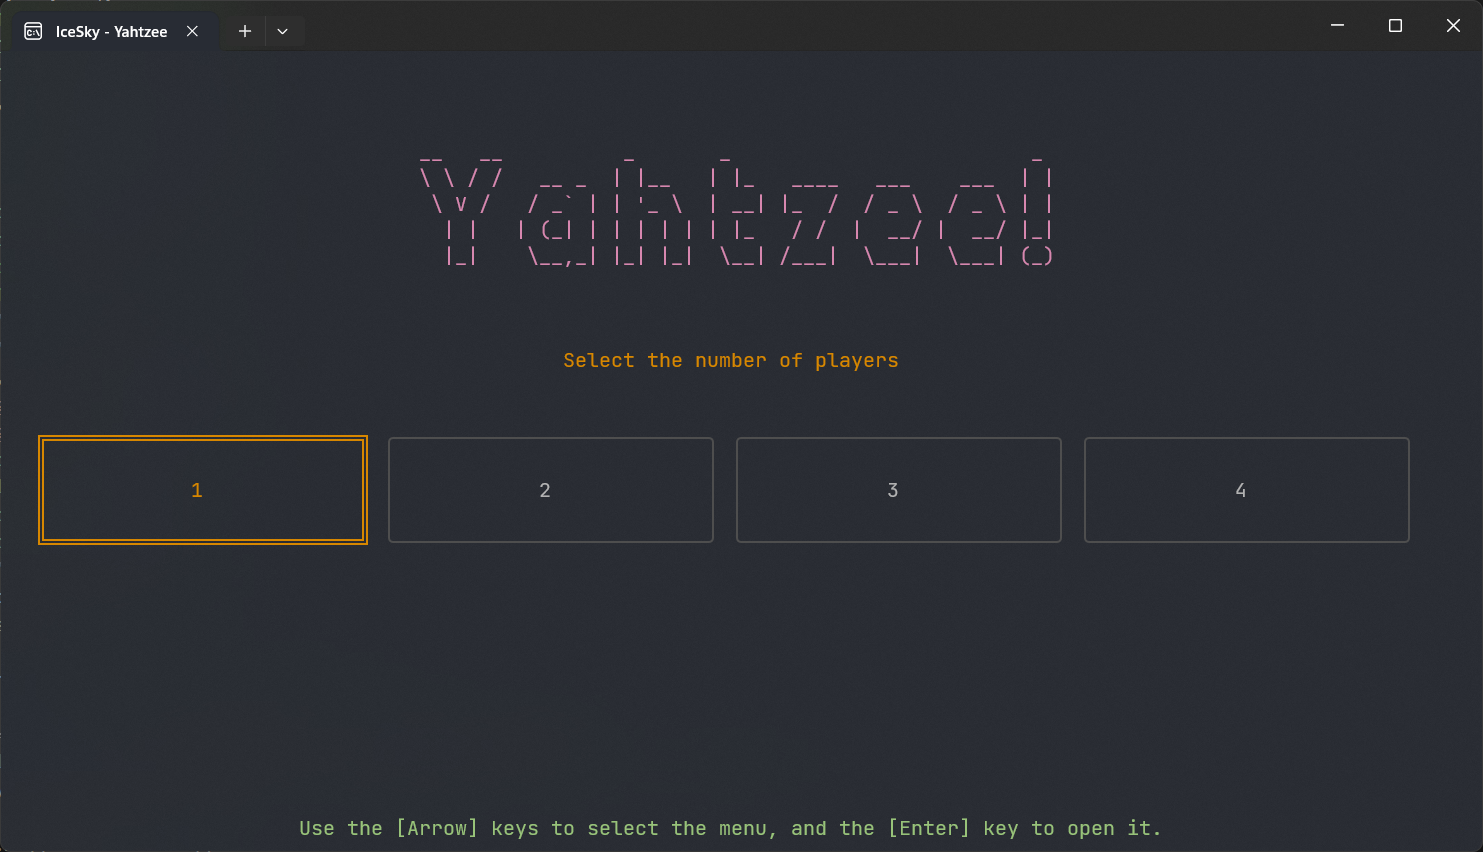 IceSky - Yahtzee
Yahtzee!
Select the number of players
1
2
3
4
Use the [Arrow] keys to select the menu, and the [Enter] key to open it.